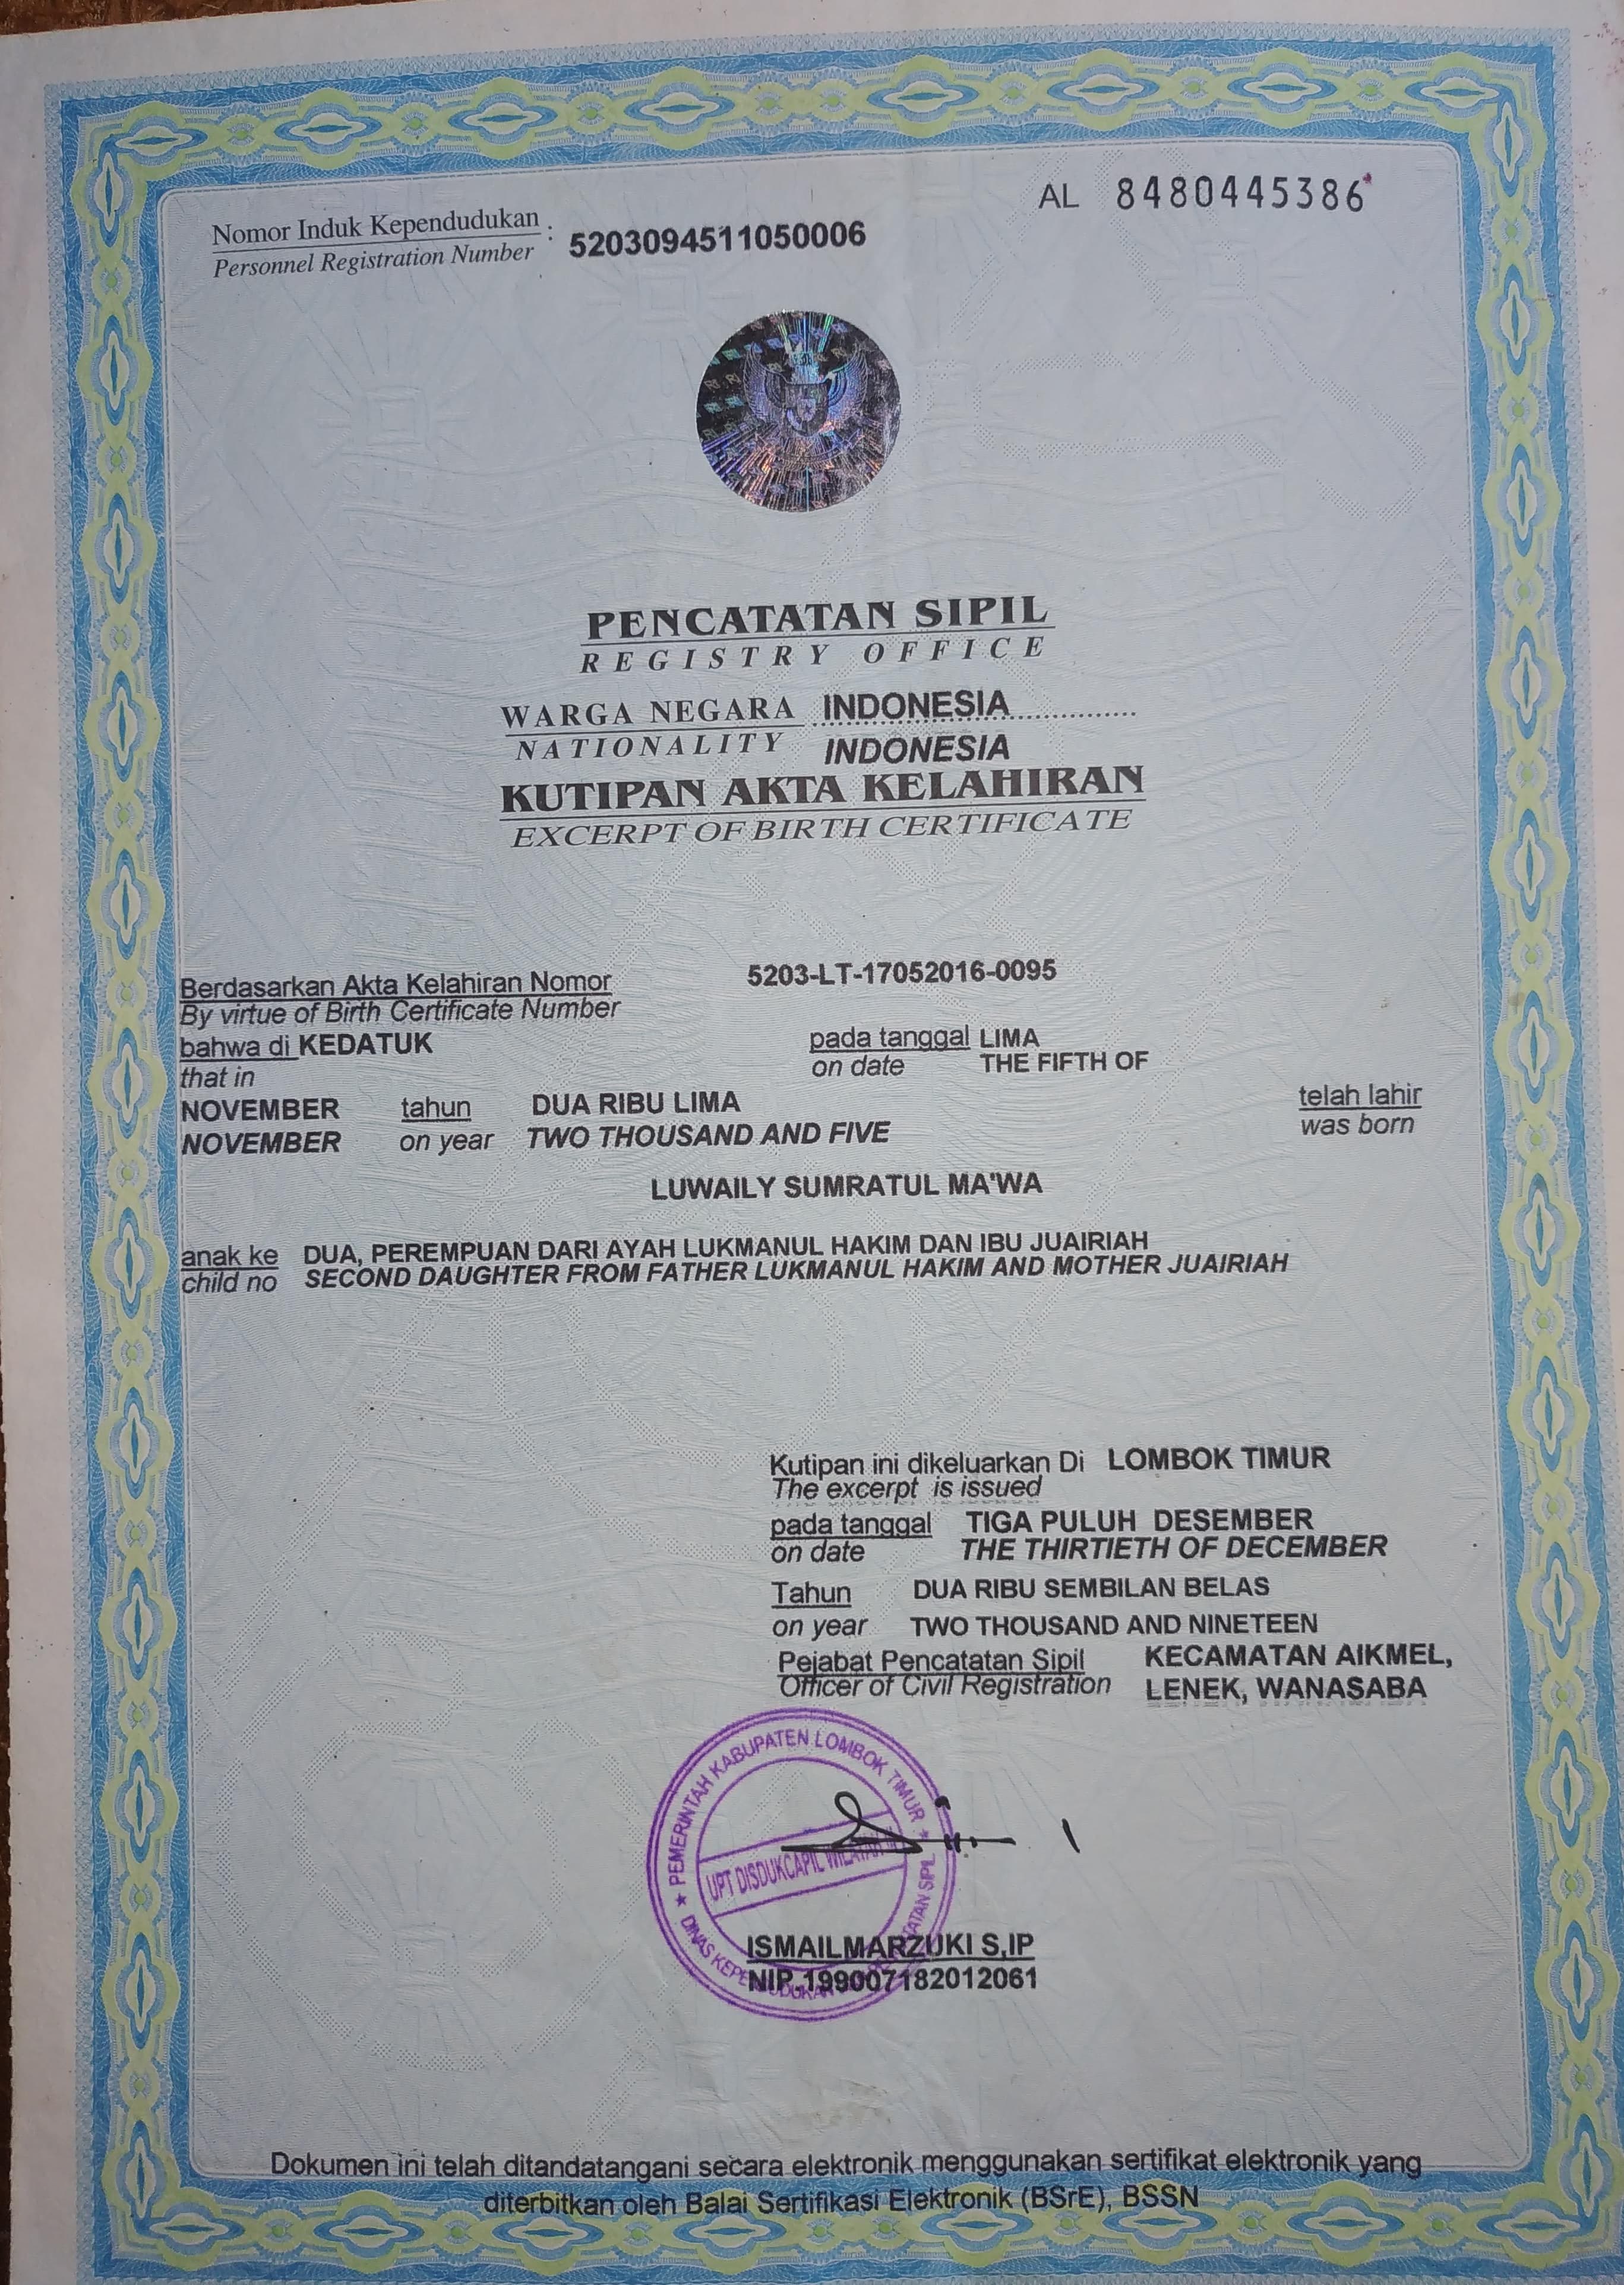 AL 8480445386
Nomor Induk Kependudukan : 5203094511050006
Personnel Registration Number
PENCATATAN SIPIL
REGISTRY OFFICE
WARGA NEGARA INDONESIA
NATIONALITY INDONESIA
KUTIPAN AKTA KELAHIRAN
EXCERPT OF BIRTH CERTIFICATE
Berdasarkan Akta Kelahiran Nomor 5203-LT-17052016-0095
By virtue of Birth Certificate Number
bahwa di KEDATUK pada tanggal LIMA
that in on date THE FIFTH OF
NOVEMBER tahun DUA RIBU LIMA telah lahir
NOVEMBER on year TWO THOUSAND AND FIVE was born
LUWAILY SUMRATUL MA'WA
anak ke DUA, PEREMPUAN DARI AYAH LUKMANUL HAKIM DAN IBU JUAIRIAH
child no SECOND DAUGHTER FROM FATHER LUKMANUL HAKIM AND MOTHER JUAIRIAH
Kutipan ini dikeluarkan Di LOMBOK TIMUR
The excerpt is issued
pada tanggal TIGA PULUH DESEMBER
on date THE THIRTIETH OF DECEMBER
Tahun DUA RIBU SEMBILAN BELAS
on year TWO THOUSAND AND NINETEEN
Pejabat Pencatatan Sipil KECAMATAN AIKMEL,
Officer of Civil Registration LENEK, WANASABA
PEMERINTAH KABUPATEN LOMBOK TIMUR
UPT DISDUKCAPIL WILAYAH
DINAS
SIPIL
ISMAILMARZUKI S,IP
NIP.199007182012061
Dokumen ini telah ditandatangani secara elektronik menggunakan sertifikat elektronik yang
diterbitkan oleh Balai Sertifikasi Elektronik (BSrE), BSSN